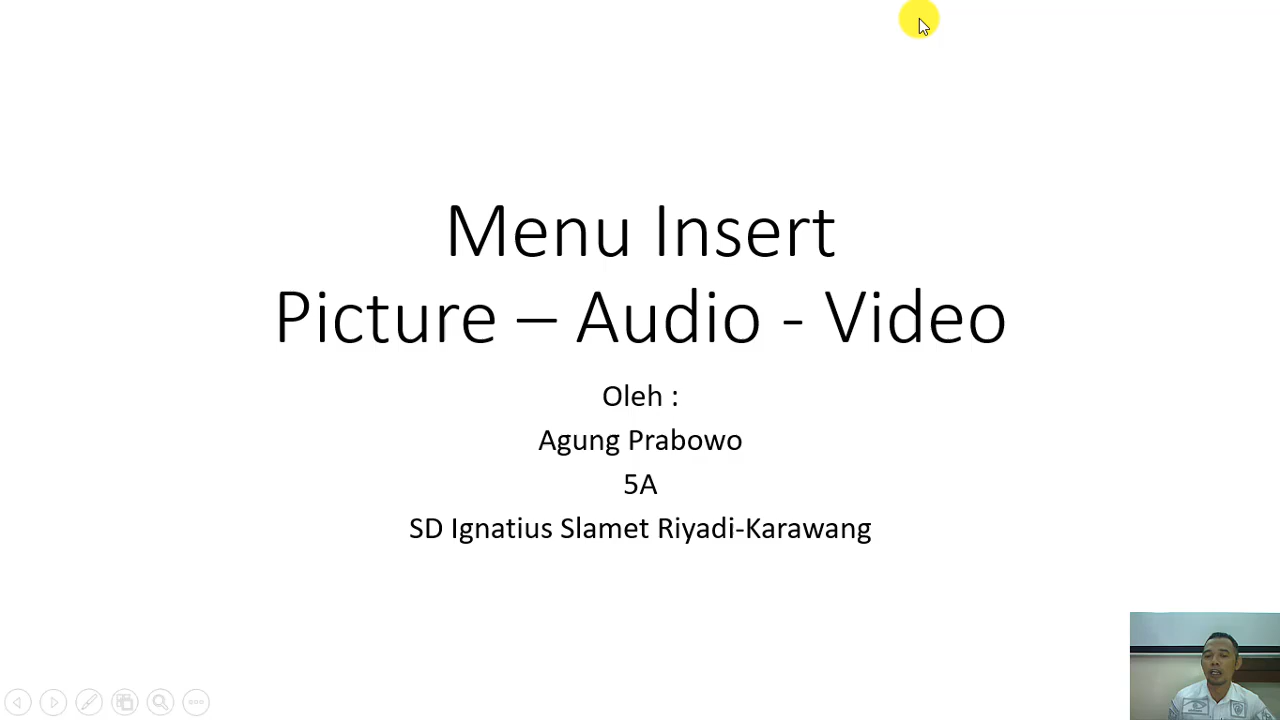 Menu Insert
Picture – Audio - Video
Oleh :
Agung Prabowo
5A
SD Ignatius Slamet Riyadi-Karawang